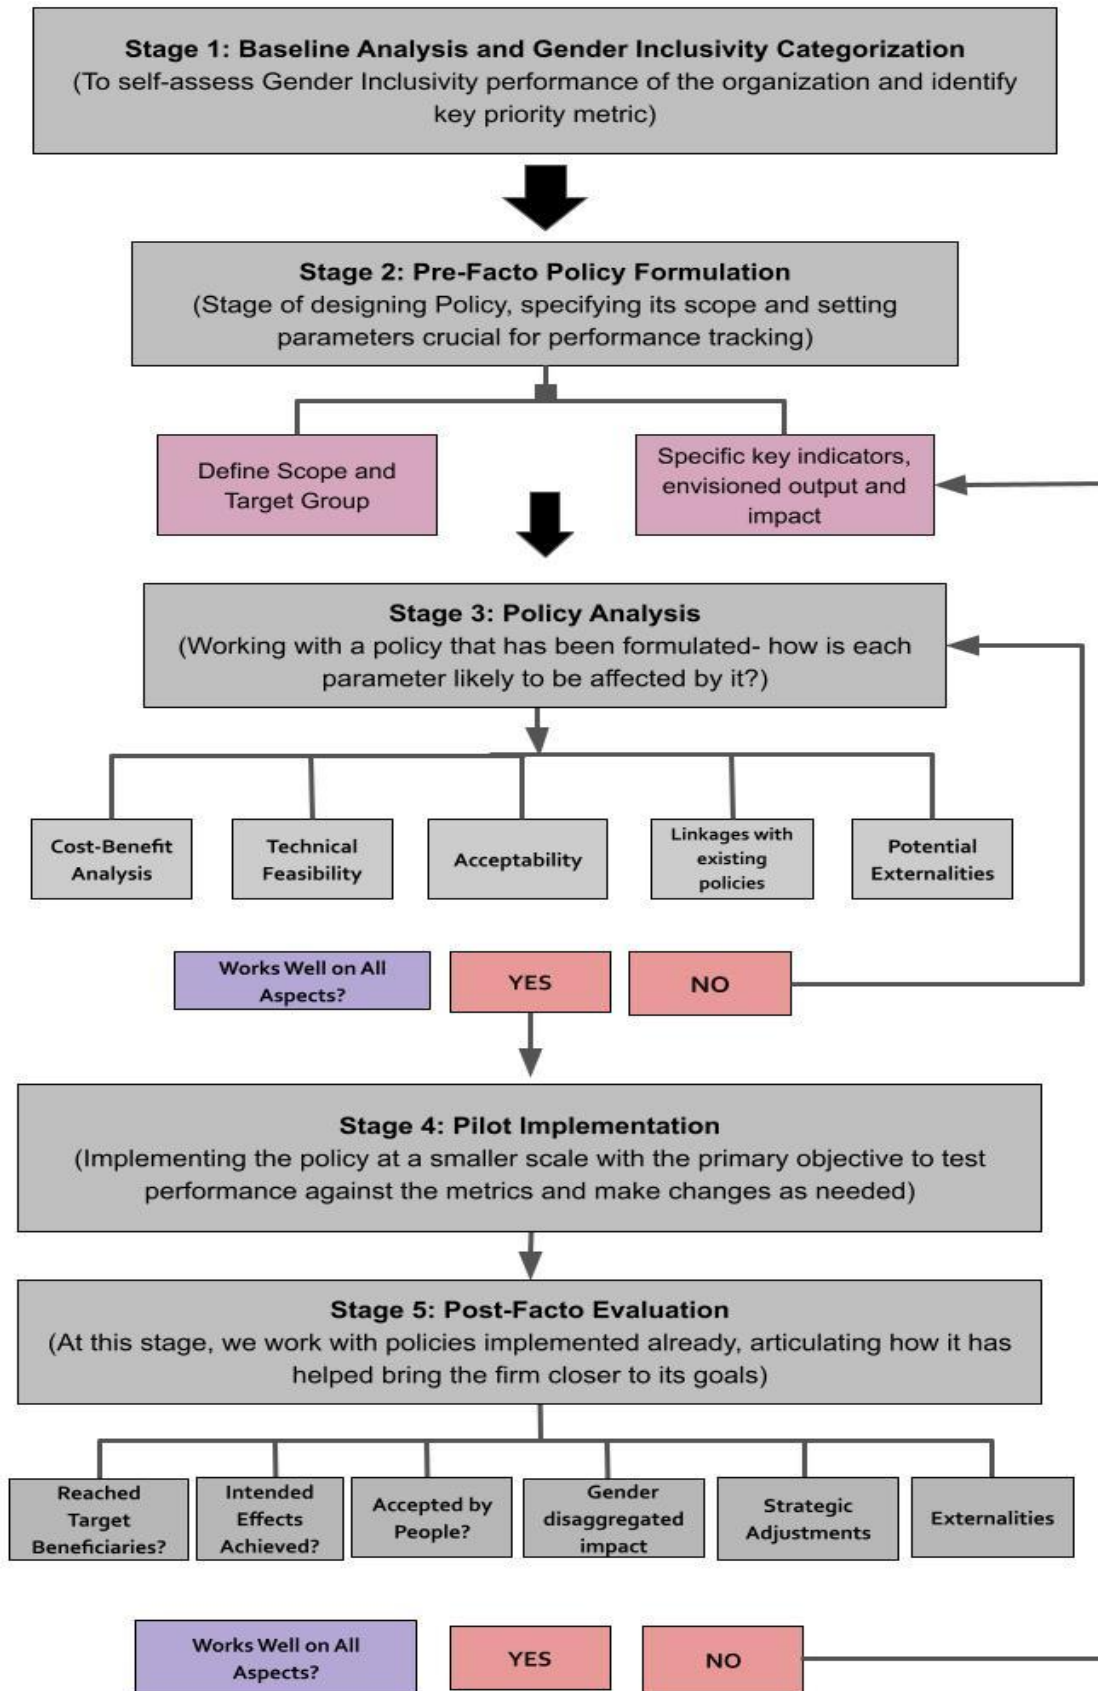 Stage 1: Baseline Analysis and Gender Inclusivity Categorization
(To self-assess Gender Inclusivity performance of the organization and identify
key priority metric)
Stage 2: Pre-Facto Policy Formulation
(Stage of designing Policy, specifying its scope and setting
parameters crucial for performance tracking)
Define Scope and
Target Group
Specific key indicators,
envisioned output and
impact
Stage 3: Policy Analysis
(Working with a policy that has been formulated- how is each
parameter likely to be affected by it?)
Cost-Benefit
Analysis
Technical
Feasibility
Acceptability
Linkages with
existing
policies
Potential
Externalities
Works Well on All
Aspects?
YES
NO
Stage 4: Pilot Implementation
(Implementing the policy at a smaller scale with the primary objective to test
performance against the metrics and make changes as needed)
Stage 5: Post-Facto Evaluation
(At this stage, we work with policies implemented already, articulating how it has
helped bring the firm closer to its goals)
Reached
Target
Beneficiaries?
Intended
Effects
Achieved?
Accepted by
People?
Gender
disaggregated
impact
Strategic
Adjustments
Externalities
Works Well on All
Aspects?
YES
NO